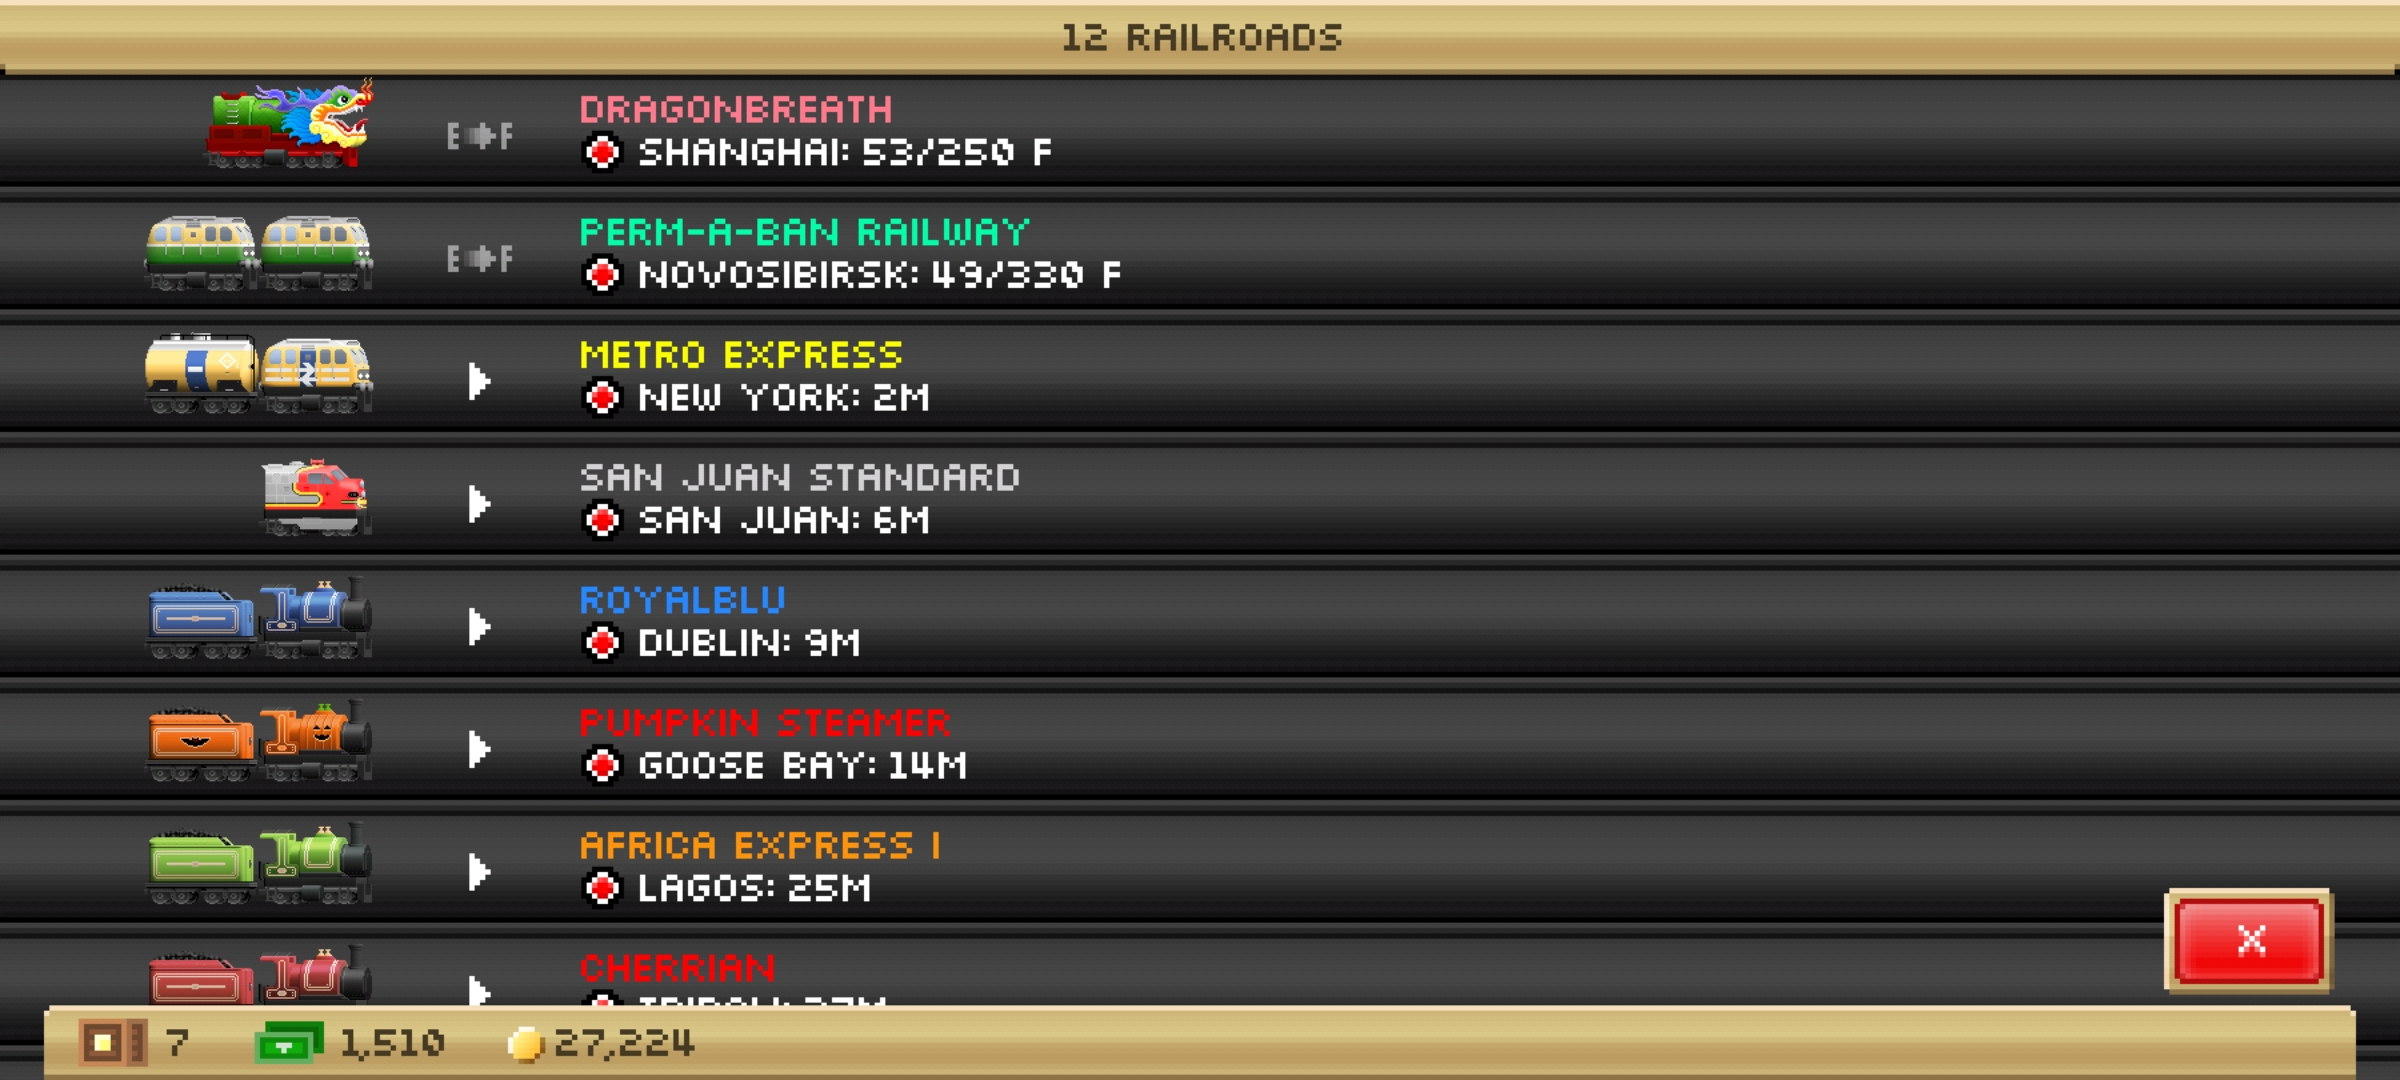 12 RAILROADS
DRAGONBREATH
E F
SHANGHAI: 53/250 F
PERM-A-BAN RAILWAY
E F
NOVOSIBIRSK: 49/330 F
METRO EXPRESS
NEW YORK: 2M
SAN JUAN STANDARD
SAN JUAN: 6M
ROYALBLU
DUBLIN: 9M
PUMPKIN STEAMER
GOOSE BAY: 14M
AFRICA EXPRESS I
LAGOS: 25M
X
CHERRIAN
7 1,510 27,224